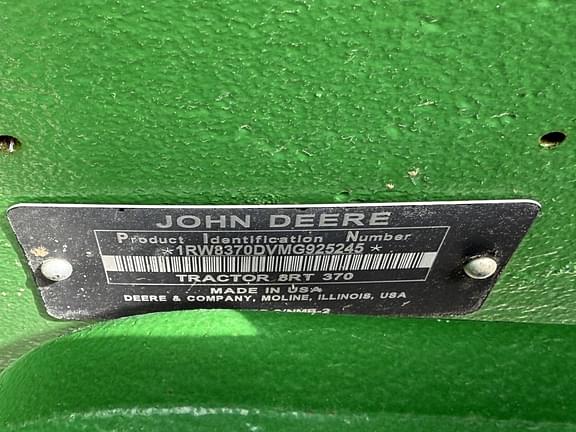 JOHN DEERE
Product Identification Number
*1RW8370DVMG925245*
TRACTOR 8RT 370
MADE IN USA
DEERE & COMPANY, MOLINE, ILLINOIS, USA